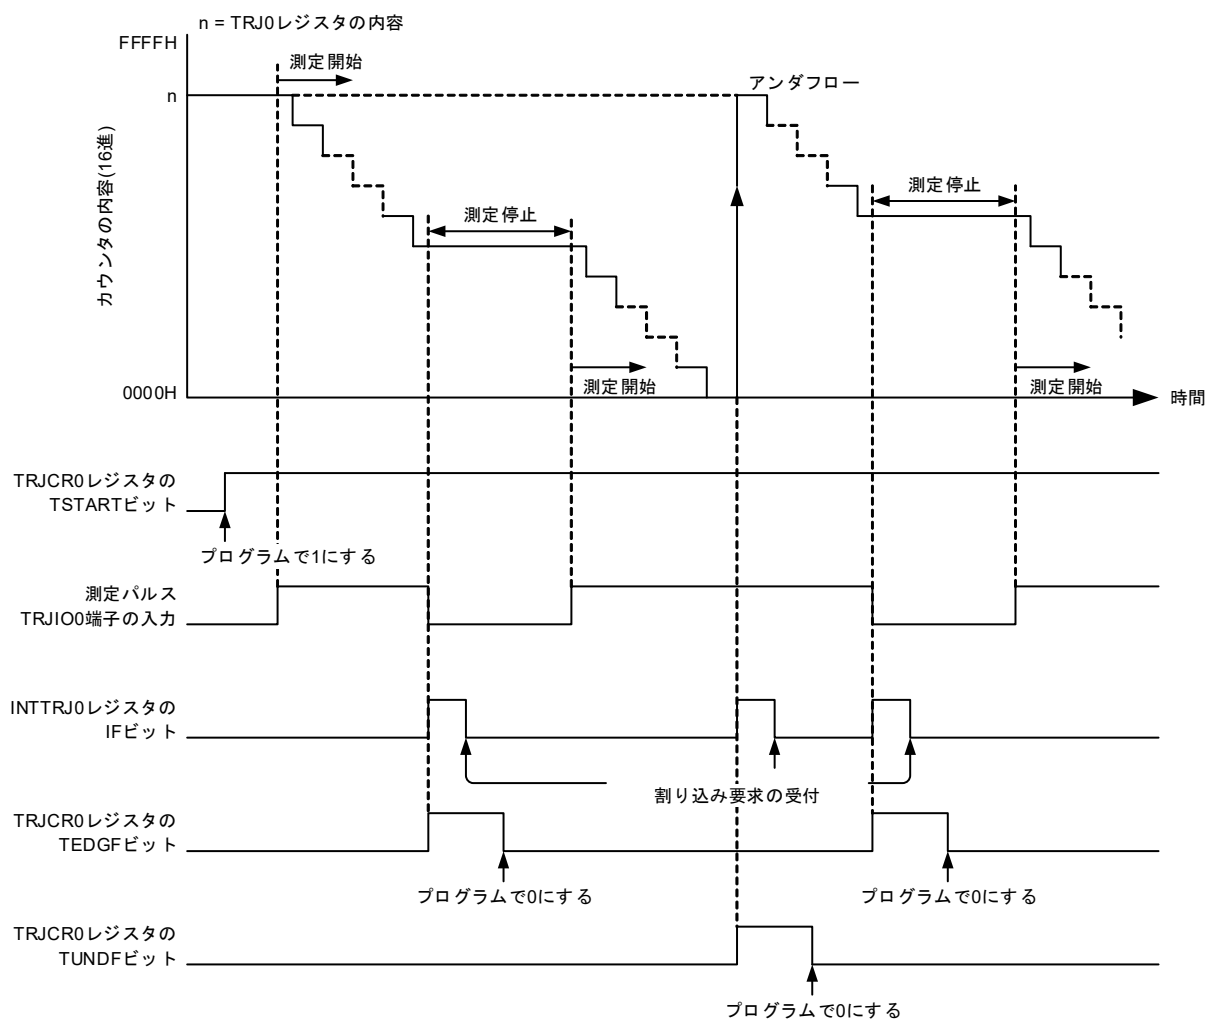 n = TRJ0レジスタの内容
FFFFH
測定開始
n
アンダフロー
カウンタの内容(16進)
測定停止
測定停止
測定開始
測定開始
0000H
時間
TRJCR0レジスタの
TSTARTビット
プログラムで1にする
測定パルス
TRJIO0端子の入力
INTTRJ0レジスタの
IFビット
割り込み要求の受付
TRJCR0レジスタの
TEDGFビット
プログラムで0にする
プログラムで0にする
TRJCR0レジスタの
TUNDFビット
プログラムで0にする